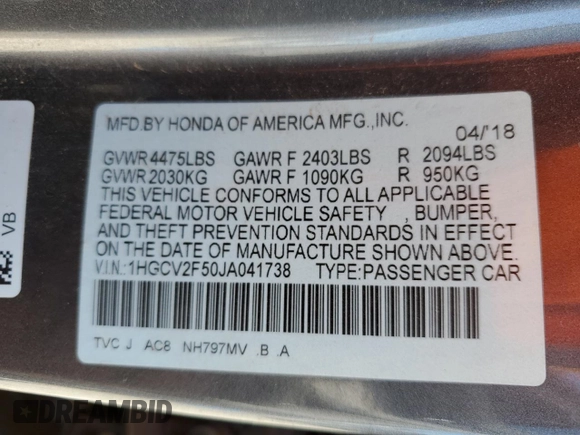 MFD.BY HONDA OF AMERICA MFG.,INC.
04/'18
GVWR 4475LBS GAWR F 2403LBS R 2094LBS
GVWR 2030KG GAWR F 1090KG R 950KG
THIS VEHICLE CONFORMS TO ALL APPLICABLE
FEDERAL MOTOR VEHICLE SAFETY , BUMPER,
AND THEFT PREVENTION STANDARDS IN EFFECT
ON THE DATE OF MANUFACTURE SHOWN ABOVE.
V.I.N.:1HGCV2F50JA041738 TYPE:PASSENGER CAR
TVC J AC8 NH797MV .B .A
VB
DREAMBID